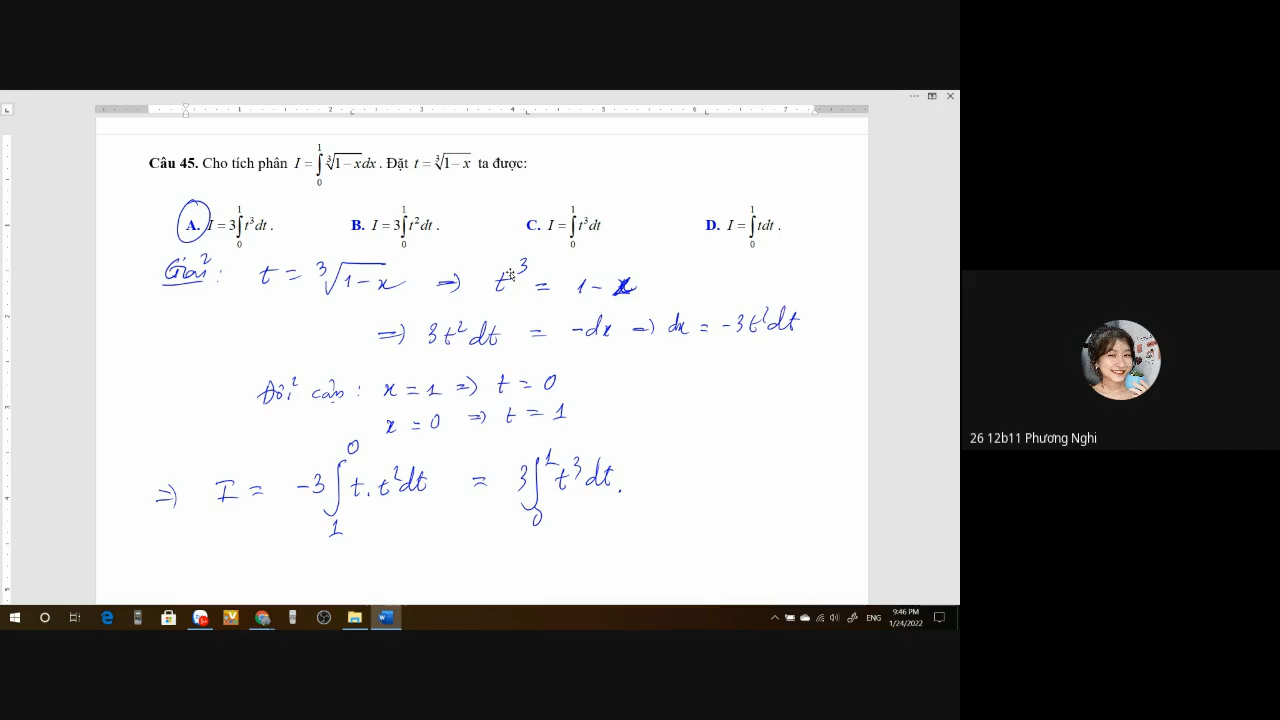 Câu 45. Cho tích phân I = ∫₀¹ ∛(1 − x) dx. Đặt t = ∛(1 − x) ta được:
A. I = 3∫₀¹ t³dt. B. I = 3∫₀¹ t²dt. C. I = ∫₀¹ t³dt D. I = ∫₀¹ tdt.
Giải: t = ∛(1 − x) ⇒ t³ = 1 − x
⇒ 3t²dt = −dx ⇒ dx = −3t²dt
Đổi cận: x = 1 ⇒ t = 0
x = 0 ⇒ t = 1
⇒ I = −3∫₁⁰ t.t²dt = 3∫₀¹ t³dt.
26 12b11 Phương Nghi
ENG
9:46 PM
1/24/2022